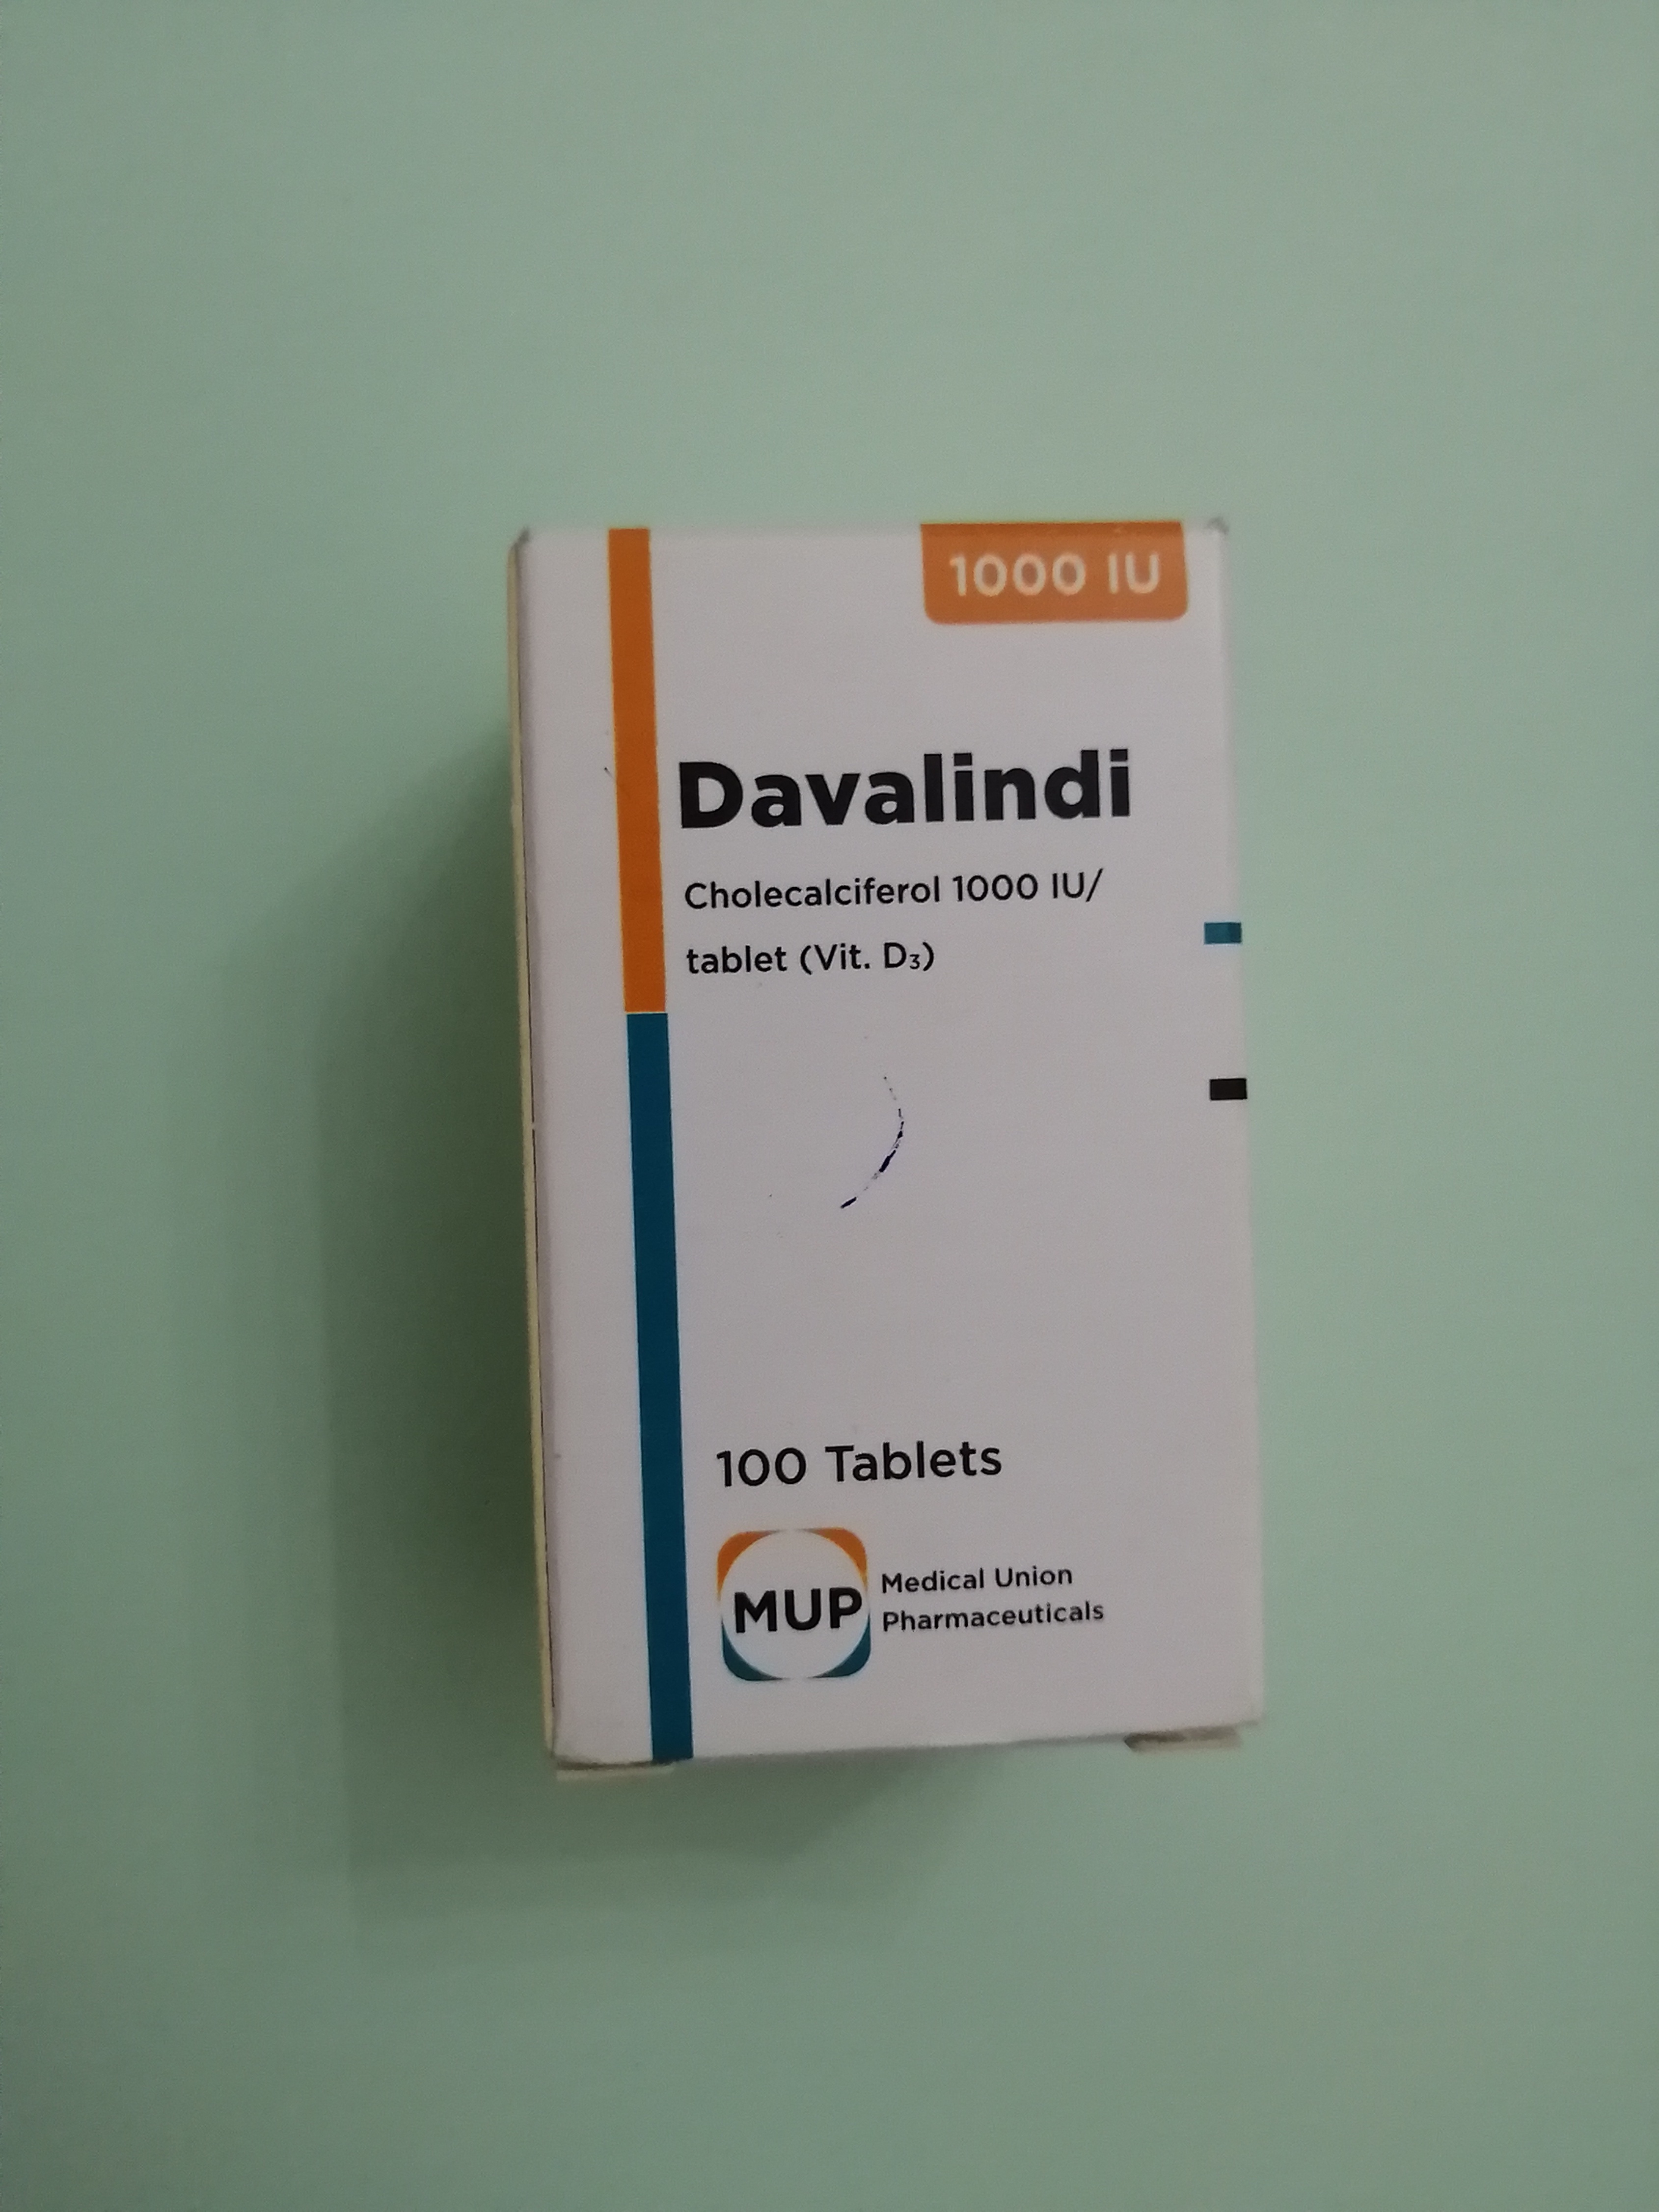 1000 IU
Davalindi
Cholecalciferol 1000 IU/
tablet (Vit. D₃)
100 Tablets
MUP
Medical Union
Pharmaceuticals